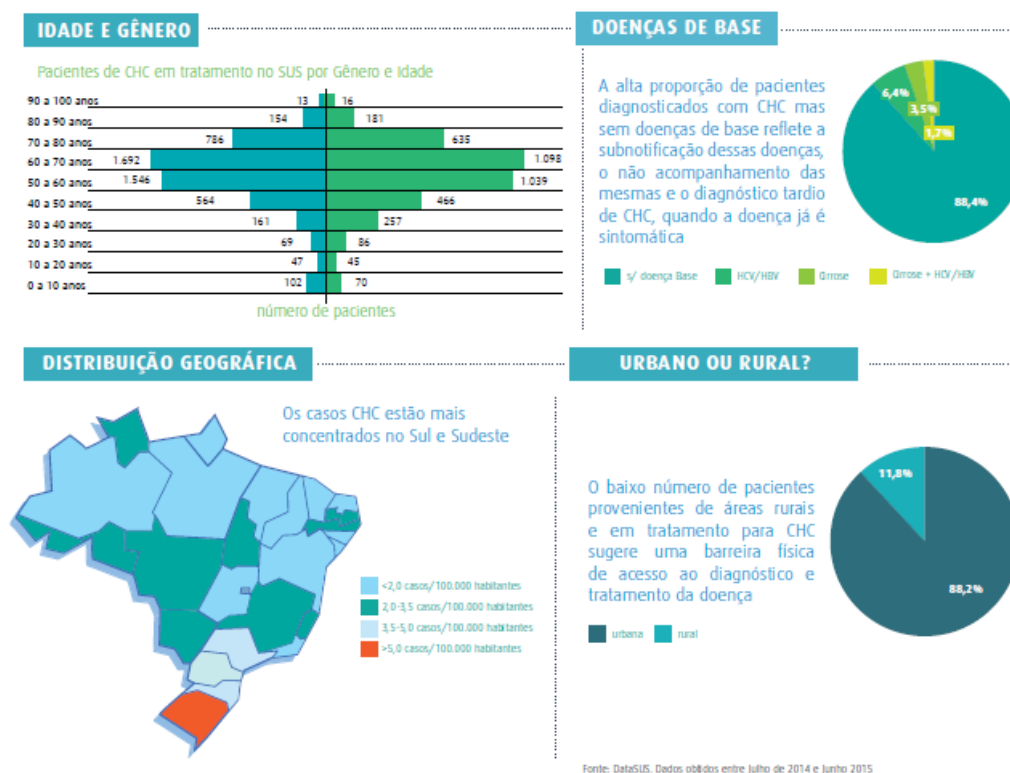 IDADE E GÊNERO
Pacientes de CHC em tratamento no SUS por Gênero e Idade
90 a 100 anos 13 16
80 a 90 anos 154 181
70 a 80 anos 786 635
60 a 70 anos 1.692 1.098
50 a 60 anos 1.546 1.039
40 a 50 anos 564 466
30 a 40 anos 161 257
20 a 30 anos 69 86
10 a 20 anos 47 45
0 a 10 anos 102 70
número de pacientes
DOENÇAS DE BASE
A alta proporção de pacientes
diagnosticados com CHC mas
sem doenças de base reflete a
subnotificação dessas doenças,
o não acompanhamento das
mesmas e o diagnóstico tardio
de CHC, quando a doença já é
sintomática
6,4%
3,5%
1,7%
88,4%
s/ doença Base HCV/HBV Cirrose Cirrose + HCV/HBV
DISTRIBUIÇÃO GEOGRÁFICA
Os casos CHC estão mais
concentrados no Sul e Sudeste
<2,0 casos/100.000 habitantes
2,0-3,5 casos/100.000 habitantes
3,5-5,0 casos/100.000 habitantes
>5,0 casos/100.000 habitantes
URBANO OU RURAL?
O baixo número de pacientes
provenientes de áreas rurais
e em tratamento para CHC
sugere uma barreira física
de acesso ao diagnóstico e
tratamento da doença
11,8%
88,2%
urbana rural
Fonte: DataSUS. Dados obtidos entre Julho de 2014 e Junho 2015